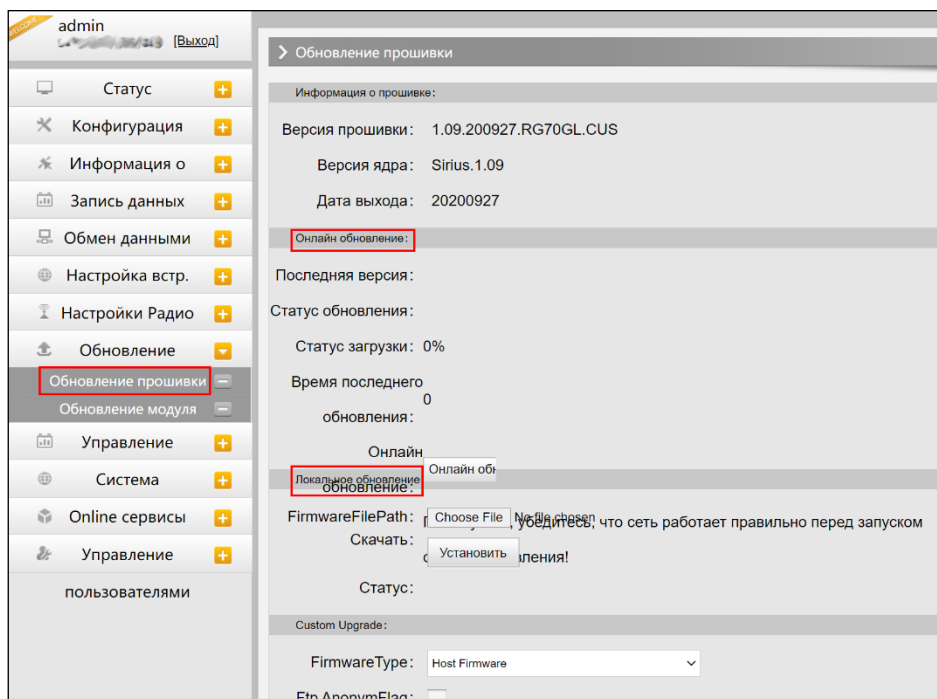 WELCOME
admin
[Выход]
Статус
Конфигурация
Информация о
Запись данных
Обмен данными
Настройка встр.
Настройки Радио
Обновление
Обновление прошивки
Обновление модуля
Управление
Система
Online сервисы
Управление
пользователями
Обновление прошивки
Информация о прошивке:
Версия прошивки: 1.09.200927.RG70GL.CUS
Версия ядра: Sirius.1.09
Дата выхода: 20200927
Онлайн обновление:
Последняя версия:
Статус обновления:
Статус загрузки: 0%
Время последнего
0
обновления:
Онлайн
Онлайн
Локальное обновление
обновление:
FirmwareFilePath: Choose File No file chosen
убедитесь, что сеть работает правильно перед запуском
Скачать: Установить
Статус:
Custom Upgrade:
FirmwareType: Host Firmware
Ftp AnonymFlag: